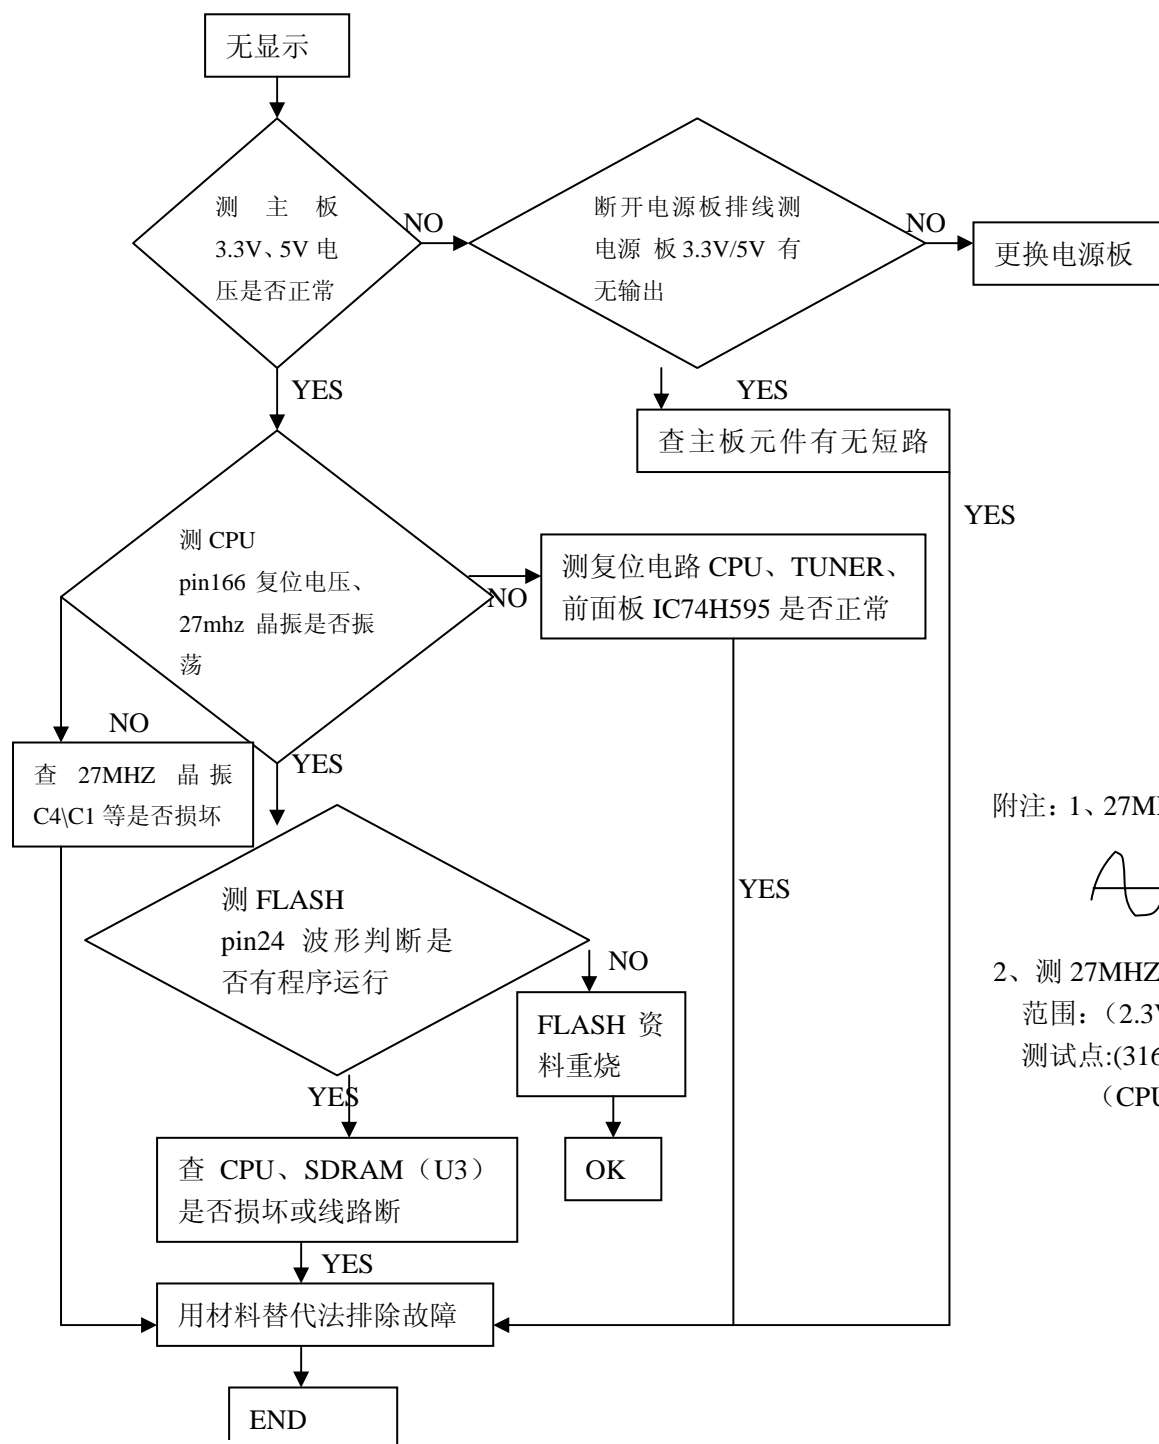 无显示
测 主 板
3.3V、5V 电
压是否正常
NO
断开电源板排线测
电源 板 3.3V/5V 有
无输出
NO
更换电源板
YES
YES
查主板元件有无短路
YES
测 CPU
pin166 复位电压、
27mhz 晶振是否振
荡
NO
测复位电路 CPU、TUNER、
前面板 IC74H595 是否正常
NO
YES
查 27MHZ 晶振
C4\C1 等是否损坏
附注：1、27M
YES
测 FLASH
pin24 波形判断是
否有程序运行
NO
FLASH 资
料重烧
2、测 27MHZ
范围：（2.3V
测试点:(316
（CPU
YES
OK
查 CPU、SDRAM（U3）
是否损坏或线路断
YES
用材料替代法排除故障
END